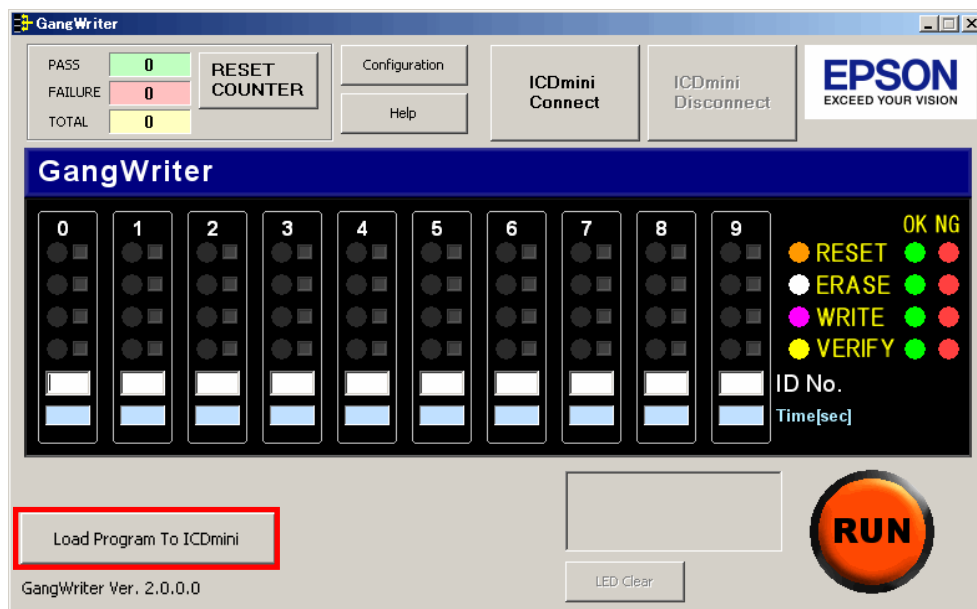 GangWriter
PASS 0
FAILURE 0
TOTAL 0
RESET
COUNTER
Configuration
Help
ICDmini
Connect
ICDmini
Disconnect
EPSON
EXCEED YOUR VISION
GangWriter
0 1 2 3 4 5 6 7 8 9
OK NG
RESET
ERASE
WRITE
VERIFY
ID No.
Time[sec]
Load Program To ICDmini
LED Clear
RUN
GangWriter Ver. 2.0.0.0